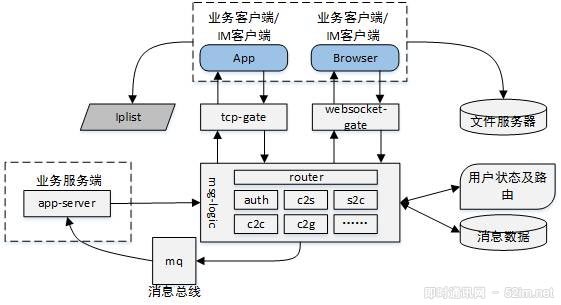 业务客户端/
IM客户端
业务客户端/
IM客户端
App
Browser
Iplist
tcp-gate
websocket-
gate
文件服务器
业务服务端
app-server
msg-logic
router
auth
c2s
s2c
c2c
c2g
……
用户状态及路
由
消息数据
mq
消息总线
即时通讯网 - 52im.net